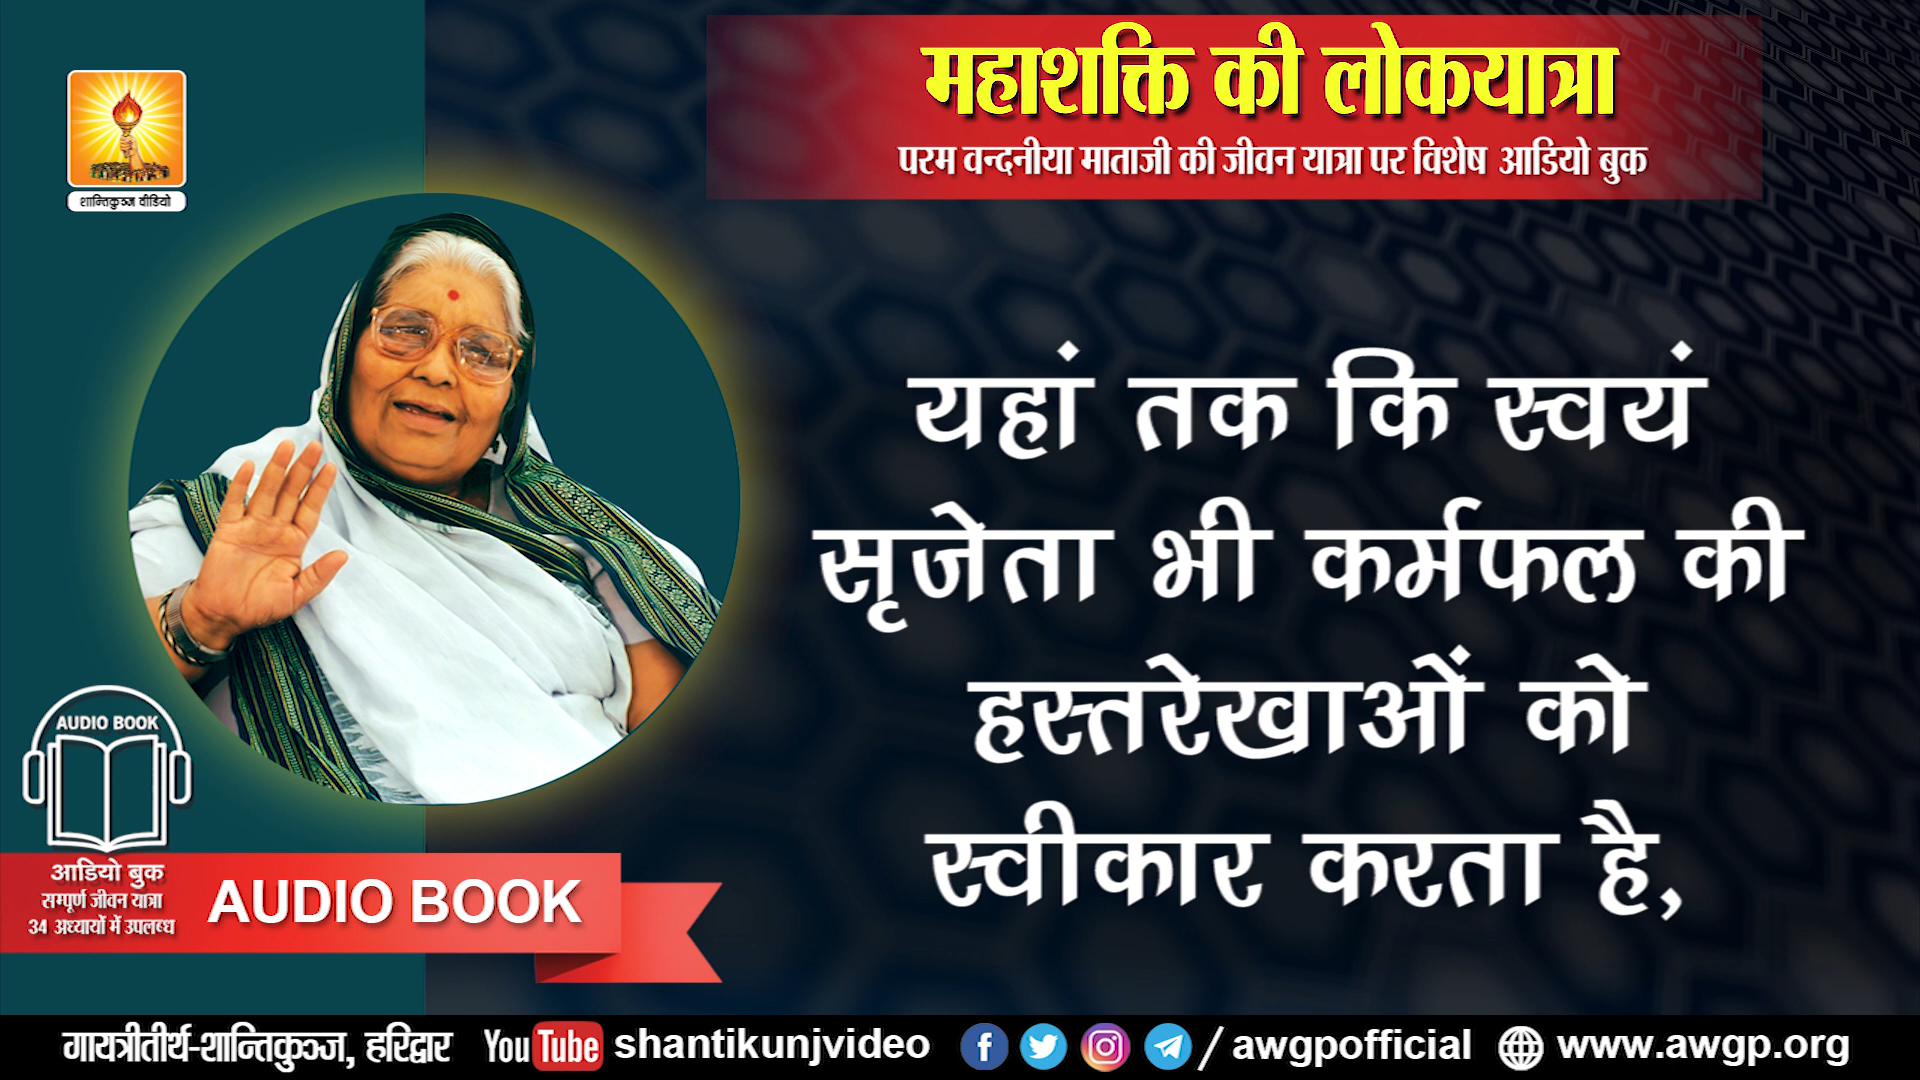 महाशक्ति की लोकयात्रा
परम वन्दनीया माताजी की जीवन यात्रा पर विशेष आडियो बुक
शान्तिकुञ्ज वीडियो
यहां तक कि स्वयं
सृजेता भी कर्मफल की
हस्तरेखाओं को
स्वीकार करता है,
AUDIO BOOK
आडियो बुक
सम्पूर्ण जीवन यात्रा
34 अध्यायों में उपलब्ध
AUDIO BOOK
गायत्रीतीर्थ-शान्तिकुञ्ज, हरिद्वार YouTube shantikunjvideo f / awgpofficial www.awgp.org